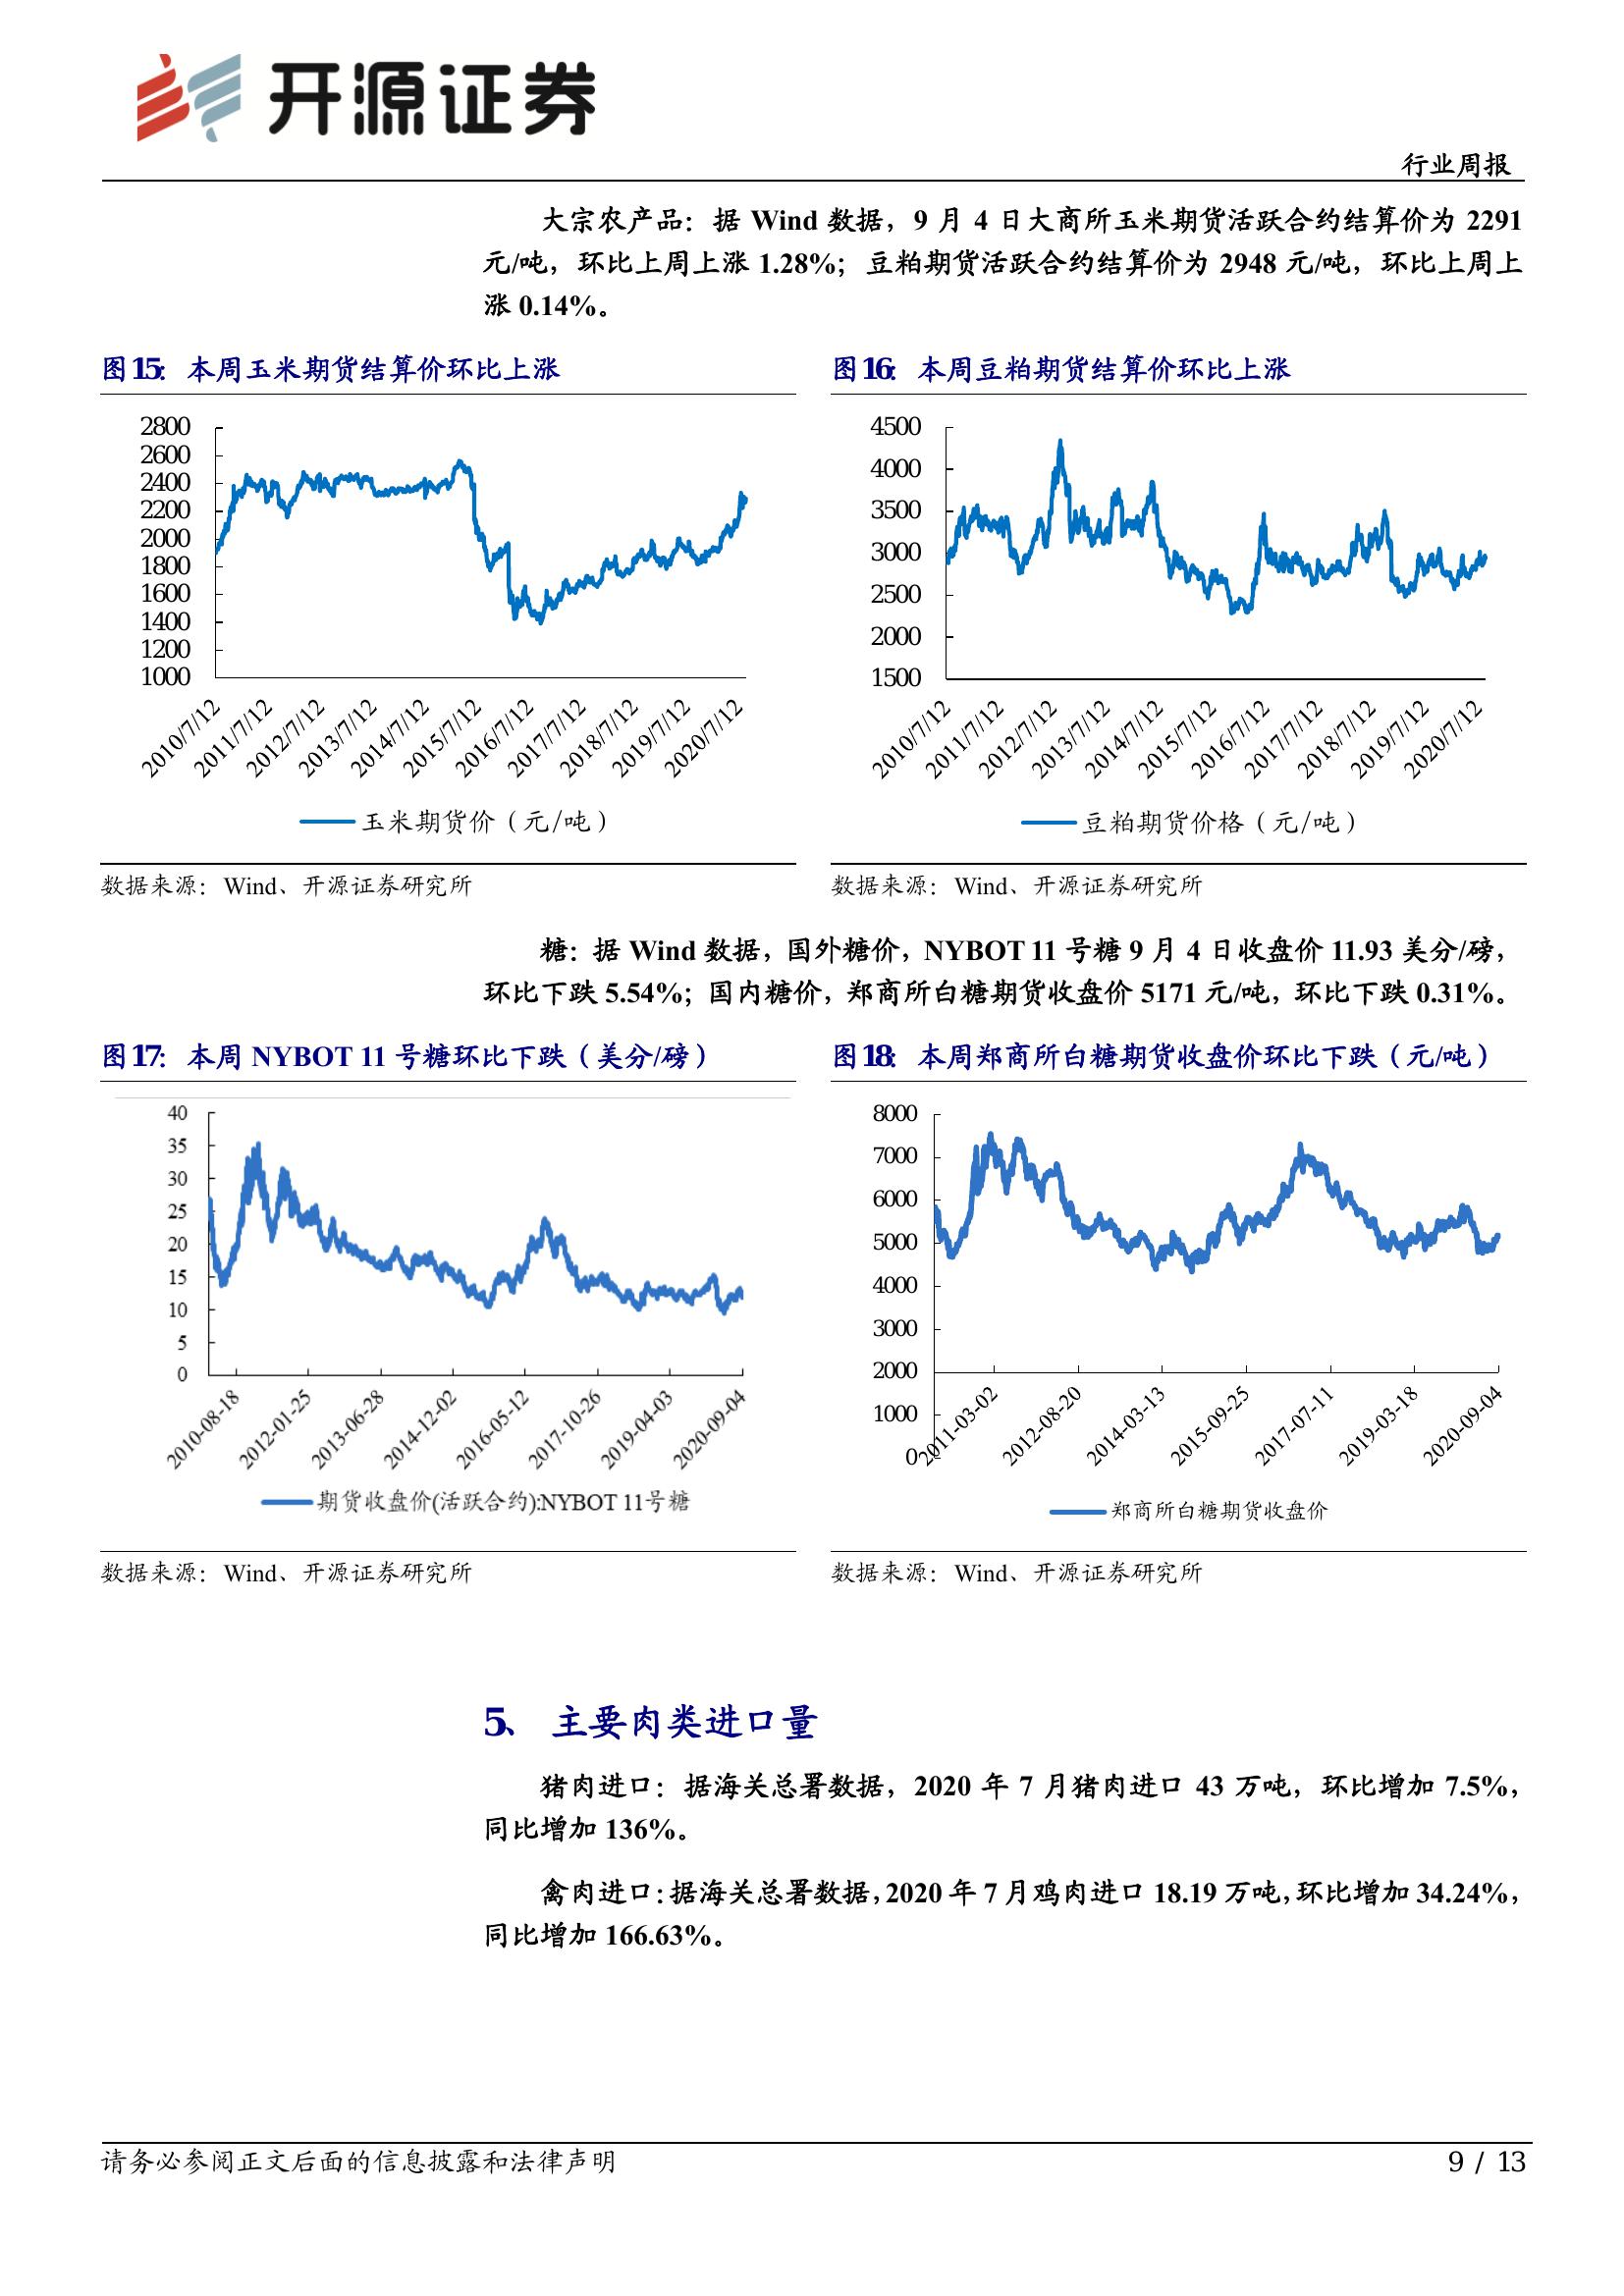 开源证券
行业周报
大宗农产品：据 Wind 数据，9 月 4 日大商所玉米期货活跃合约结算价为 2291
元/吨，环比上周上涨 1.28%；豆粕期货活跃合约结算价为 2948 元/吨，环比上周上
涨 0.14%。
图15：本周玉米期货结算价环比上涨
2800
2600
2400
2200
2000
1800
1600
1400
1200
1000
2010/7/12
2011/7/12
2012/7/12
2013/7/12
2014/7/12
2015/7/12
2016/7/12
2017/7/12
2018/7/12
2019/7/12
2020/7/12
玉米期货价（元/吨）
数据来源：Wind、开源证券研究所
图16：本周豆粕期货结算价环比上涨
4500
4000
3500
3000
2500
2000
1500
2010/7/12
2011/7/12
2012/7/12
2013/7/12
2014/7/12
2015/7/12
2016/7/12
2017/7/12
2018/7/12
2019/7/12
2020/7/12
豆粕期货价格（元/吨）
数据来源：Wind、开源证券研究所
糖：据 Wind 数据，国外糖价，NYBOT 11 号糖 9 月 4 日收盘价 11.93 美分/磅，
环比下跌 5.54%；国内糖价，郑商所白糖期货收盘价 5171 元/吨，环比下跌 0.31%。
图17：本周 NYBOT 11 号糖环比下跌（美分/磅）
40
35
30
25
20
15
10
5
0
2010-08-18
2012-01-25
2013-06-28
2014-12-02
2016-05-12
2017-10-26
2019-04-03
2020-09-04
期货收盘价(活跃合约):NYBOT 11号糖
数据来源：Wind、开源证券研究所
图18：本周郑商所白糖期货收盘价环比下跌（元/吨）
8000
7000
6000
5000
4000
3000
2000
1000
0
2011-03-02
2012-08-20
2014-03-13
2015-09-25
2017-07-11
2019-03-18
2020-09-04
郑商所白糖期货收盘价
数据来源：Wind、开源证券研究所
5、 主要肉类进口量
猪肉进口：据海关总署数据，2020 年 7 月猪肉进口 43 万吨，环比增加 7.5%，
同比增加 136%。
禽肉进口：据海关总署数据，2020 年 7 月鸡肉进口 18.19 万吨，环比增加 34.24%，
同比增加 166.63%。
请务必参阅正文后面的信息披露和法律声明
9 / 13